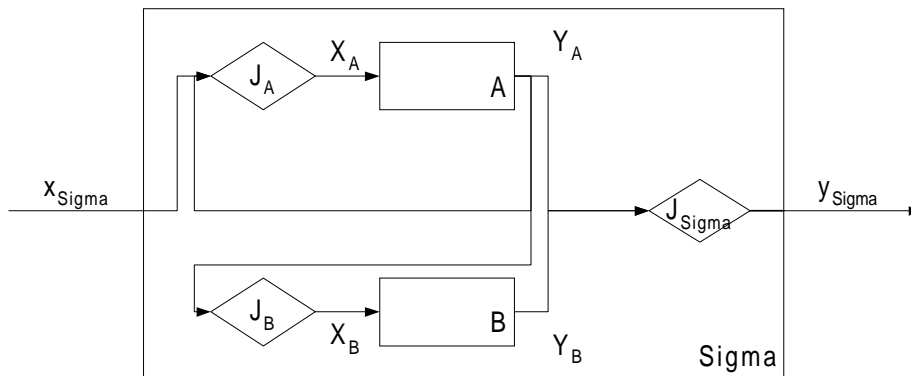 X_A
Y_A
J_A
A
x_Sigma
y_Sigma
J_Sigma
J_B
B
X_B
Y_B
Sigma